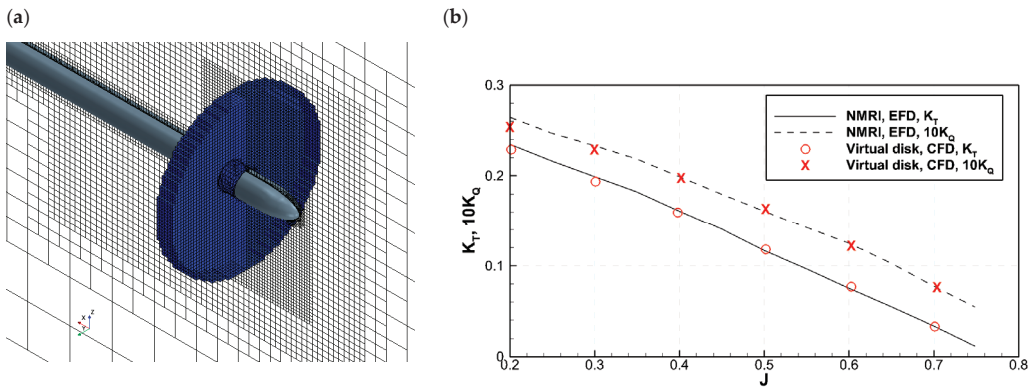 (a)
(b)
X
Z
Y
0.3
0.2
0.1
0
K_T, 10K_Q
NMRI, EFD, K_T
NMRI, EFD, 10K_Q
Virtual disk, CFD, K_T
Virtual disk, CFD, 10K_Q
0.2 0.3 0.4 0.5 0.6 0.7 0.8
J